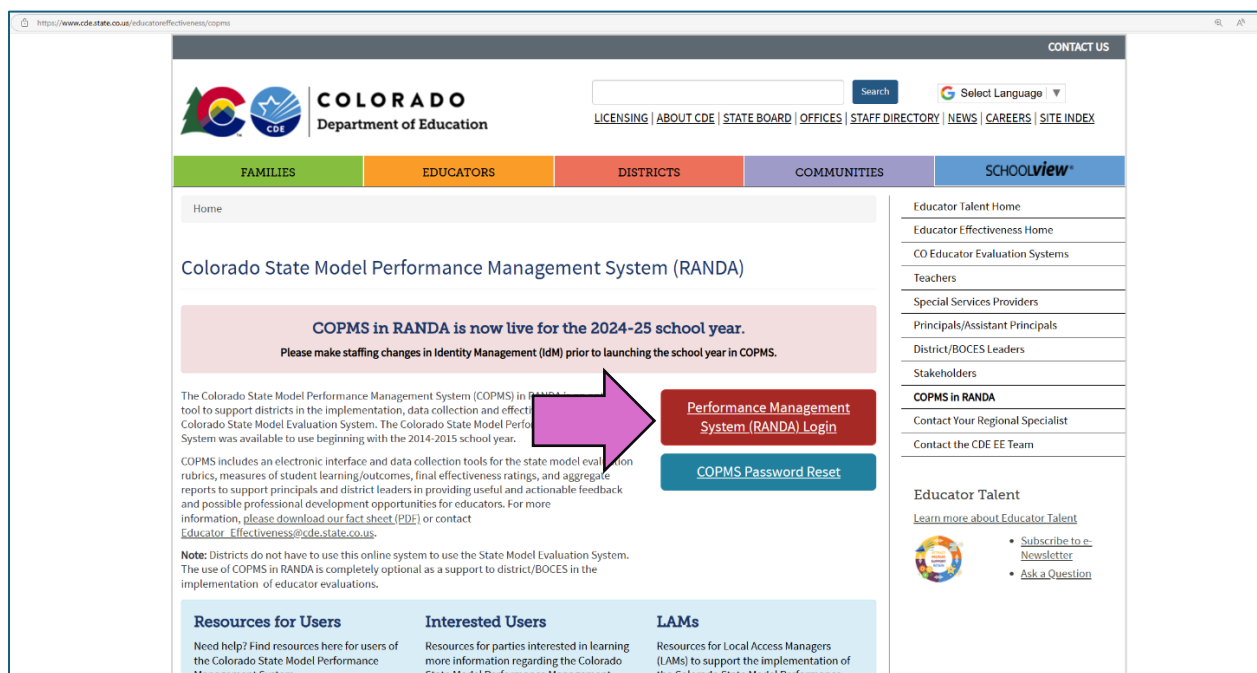 https://www.cde.state.co.us/educatoreffectiveness/copms
CONTACT US
COLORADO
Department of Education
CDE
Search
G Select Language ▼
LICENSING | ABOUT CDE | STATE BOARD | OFFICES | STAFF DIRECTORY | NEWS | CAREERS | SITE INDEX
FAMILIES
EDUCATORS
DISTRICTS
COMMUNITIES
SCHOOLVIEW®
Home
Colorado State Model Performance Management System (RANDA)
COPMS in RANDA is now live for the 2024-25 school year.
Please make staffing changes in Identity Management (IdM) prior to launching the school year in COPMS.
The Colorado State Model Performance Management System (COPMS) in
tool to support districts in the implementation, data collection and
Colorado State Model Evaluation System. The Colorado State Model
System was available to use beginning with the 2014-2015 school year.
COPMS includes an electronic interface and data collection tools for the state model evaluation
rubrics, measures of student learning/outcomes, final effectiveness ratings, and aggregate
reports to support principals and district leaders in providing useful and actionable feedback
and possible professional development opportunities for educators. For more
information, please download our fact sheet (PDF) or contact
Educator_Effectiveness@cde.state.co.us.
Note: Districts do not have to use this online system to use the State Model Evaluation System.
The use of COPMS in RANDA is completely optional as a support to district/BOCES in the
implementation of educator evaluations.
Performance Management
System (RANDA) Login
COPMS Password Reset
Resources for Users
Need help? Find resources here for users of
the Colorado State Model Performance
Interested Users
Resources for parties interested in learning
more information regarding the Colorado
LAMs
Resources for Local Access Managers
(LAMs) to support the implementation of
Educator Talent Home
Educator Effectiveness Home
CO Educator Evaluation Systems
Teachers
Special Services Providers
Principals/Assistant Principals
District/BOCES Leaders
Stakeholders
COPMS in RANDA
Contact Your Regional Specialist
Contact the CDE EE Team
Educator Talent
Learn more about Educator Talent
• Subscribe to e-
Newsletter
• Ask a Question